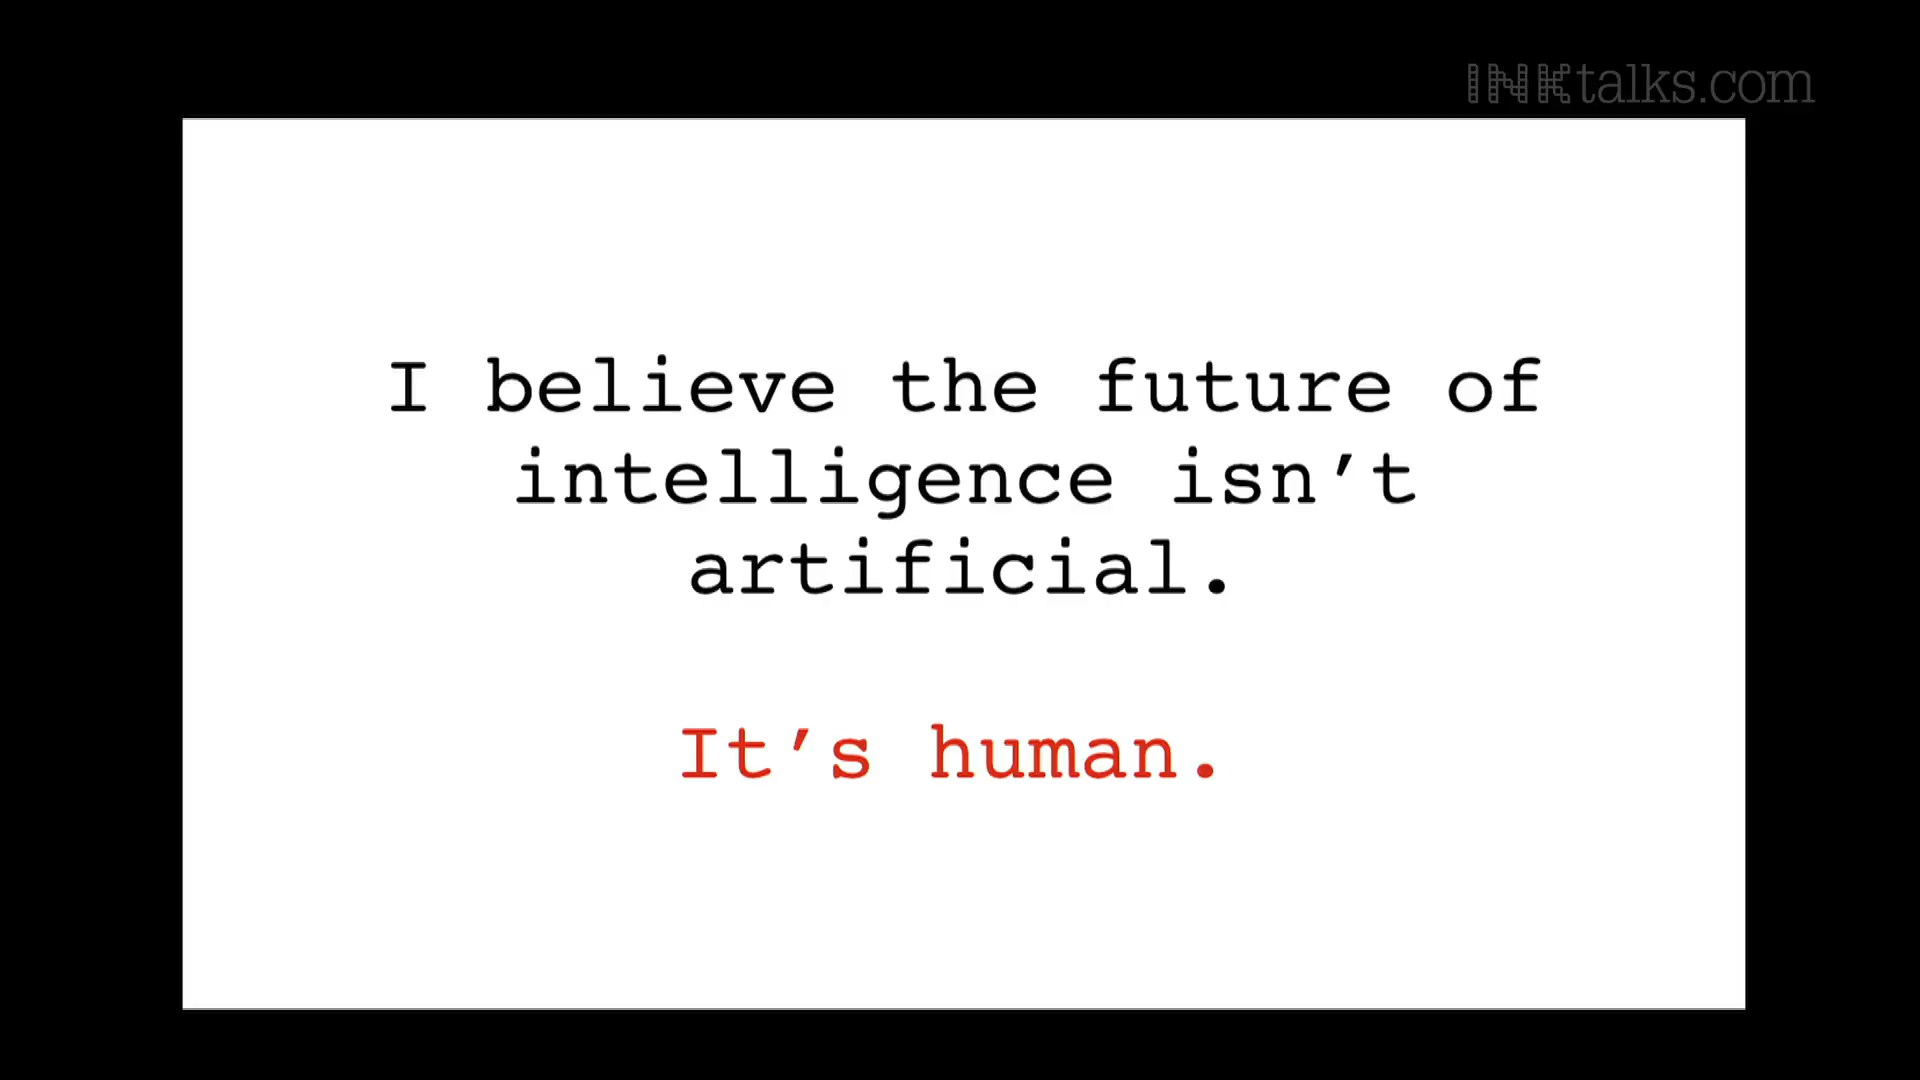 INKtalks.com
I believe the future of
intelligence isn’t
artificial.
It’s human.